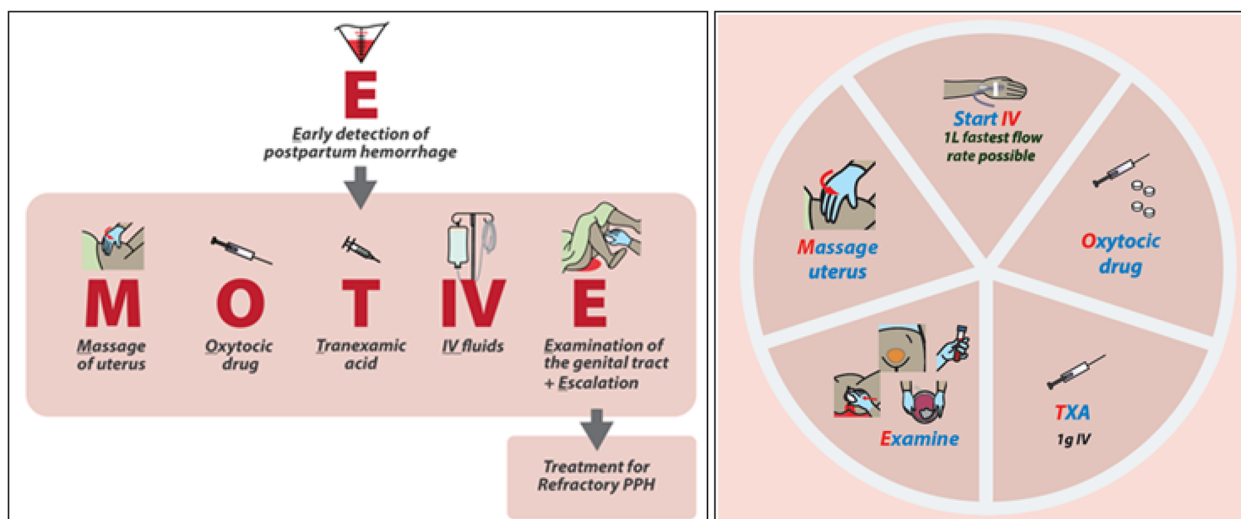 E
Early detection of
postpartum hemorrhage
M
Massage
of uterus
O
Oxytocic
drug
T
Tranexamic
acid
IV
IV fluids
E
Examination of
the genital tract
+ Escalation
Treatment for
Refractory PPH
Start IV
1L fastest flow
rate possible
Oxytocic
drug
TXA
1g IV
Examine
Massage
uterus